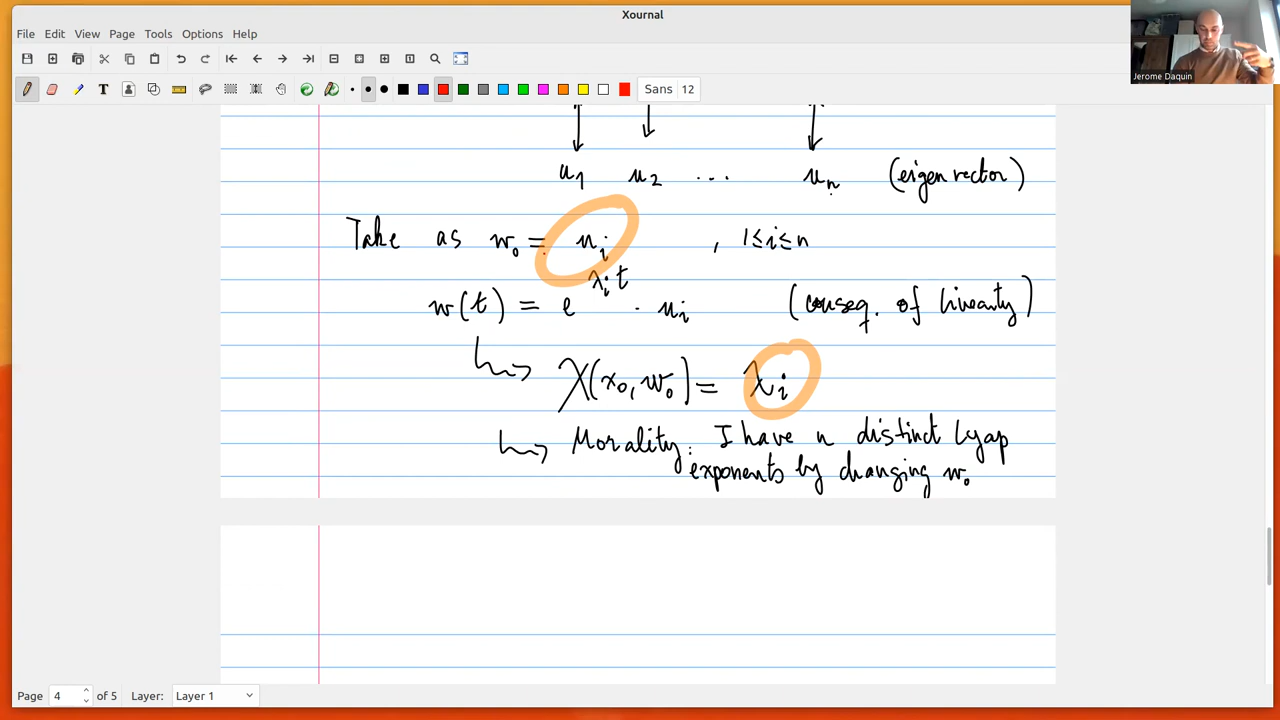 Xournal
File Edit View Page Tools Options Help
Jerome Daquin
Sans 12
u1 u2 ... un (eigenvector)
Take as w0 = ui , 1≤i≤n
w(t) = e^{λi t} · ui (conseq. of linearity)
↳ χ(x0, w0) = λi
↳ Morality: I have n distinct Lyap
exponents by changing w0
Page 4 of 5 Layer: Layer 1